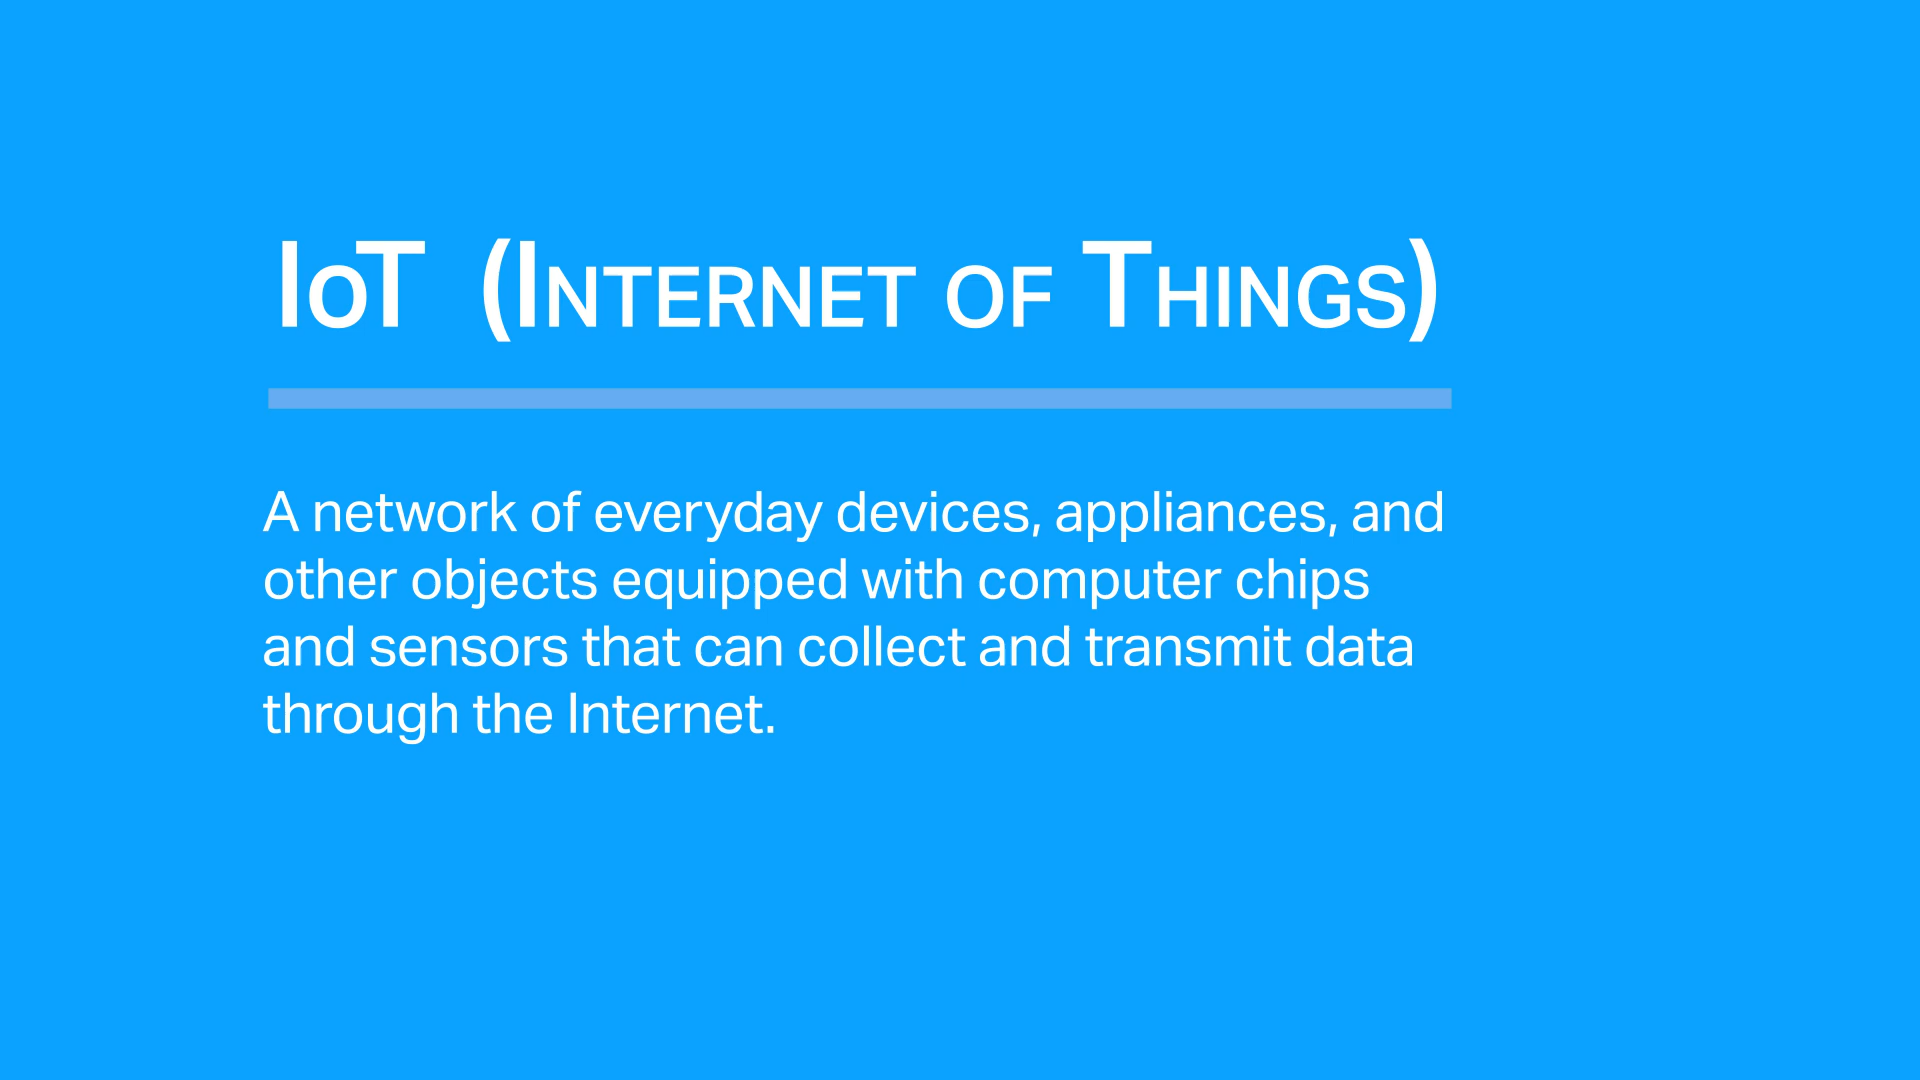 IoT (Internet of Things)
A network of everyday devices, appliances, and
other objects equipped with computer chips
and sensors that can collect and transmit data
through the Internet.